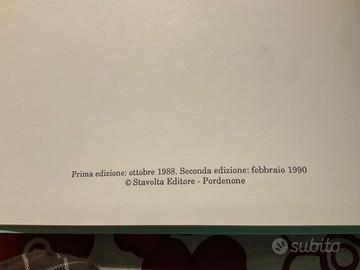 Prima edizione: ottobre 1988. Seconda edizione: febbraio 1990
© Stavolta Editore - Pordenone
subito